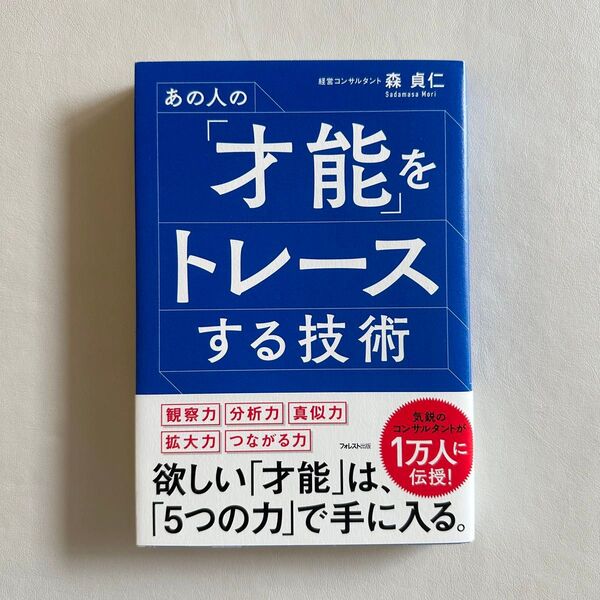 経営コンサルタント 森 貞仁
Sadamasa Mori
あの人の
「才能」を
トレース
する技術
観察力 分析力 真似力
拡大力 つながる力
フォレスト出版
気鋭の
コンサルタントが
1万人に
伝授!
欲しい「才能」は、
「5つの力」で手に入る。